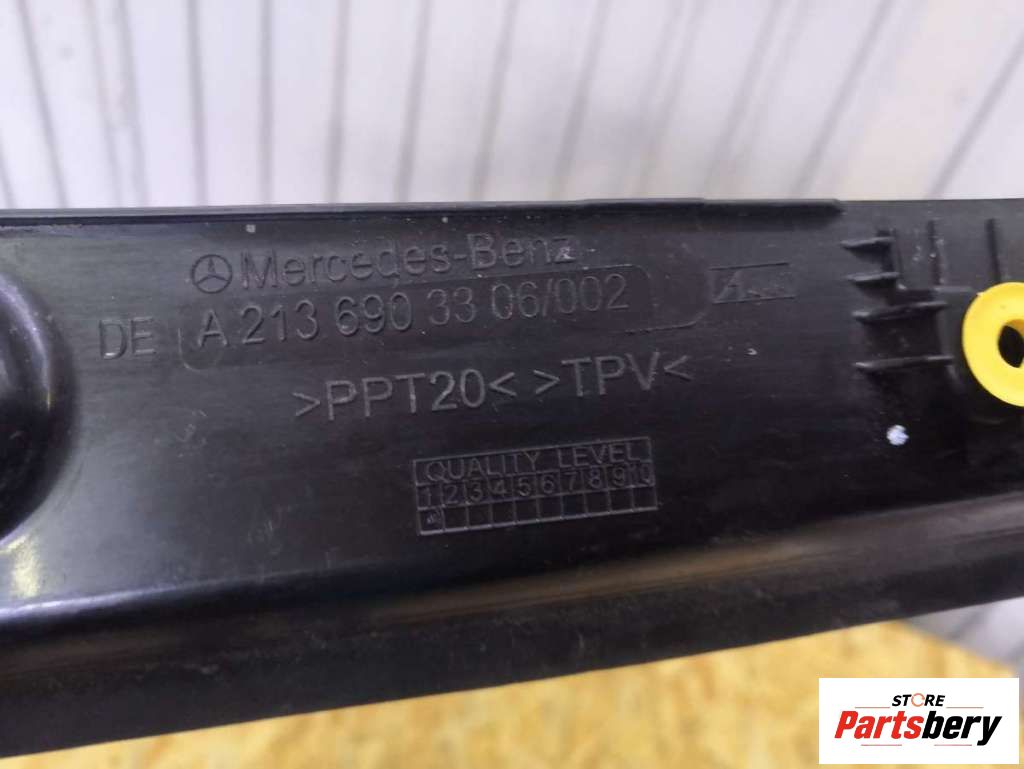 Mercedes-Benz
DE A 213 690 33 06/002
>PPT20< >TPV<
QUALITY LEVEL
1 2 3 4 5 6 7 8 9 10
STORE
Partsbery